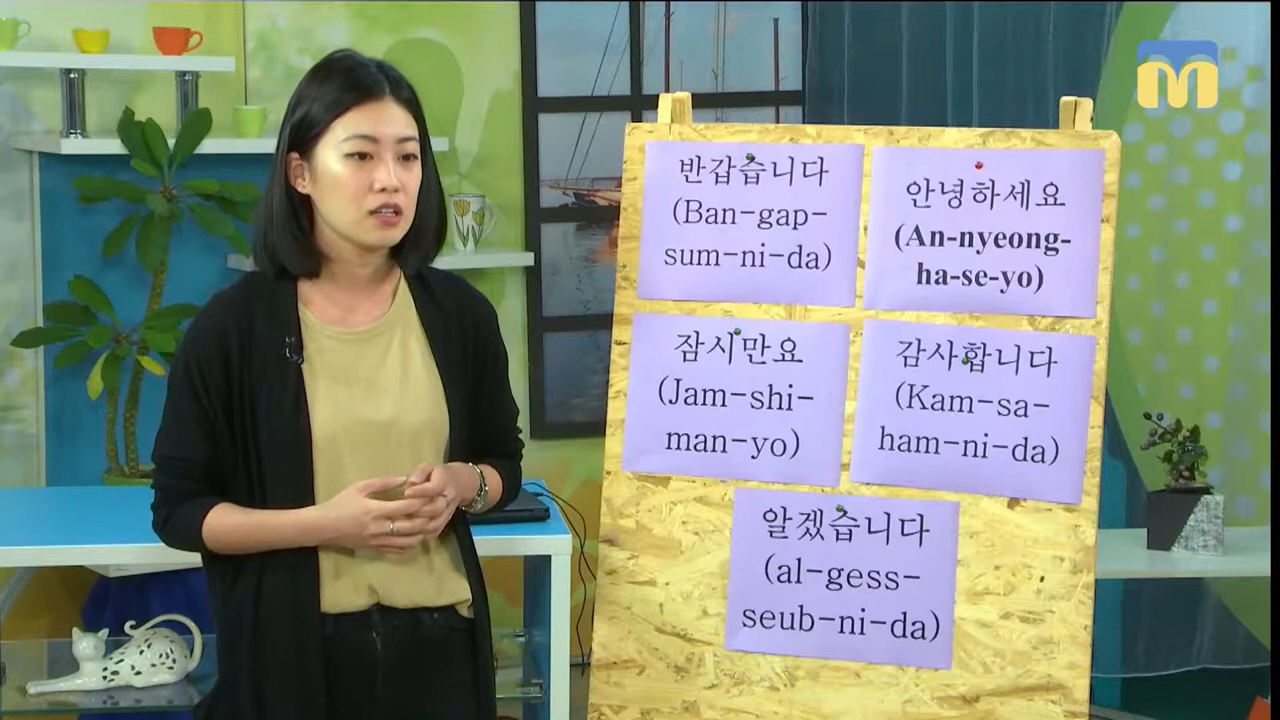 반갑습니다
(Ban-gap-
sum-ni-da)
안녕하세요
(An-nyeong-
ha-se-yo)
잠시만요
(Jam-shi-
man-yo)
감사합니다
(Kam-sa-
ham-ni-da)
알겠습니다
(al-gess-
seub-ni-da)